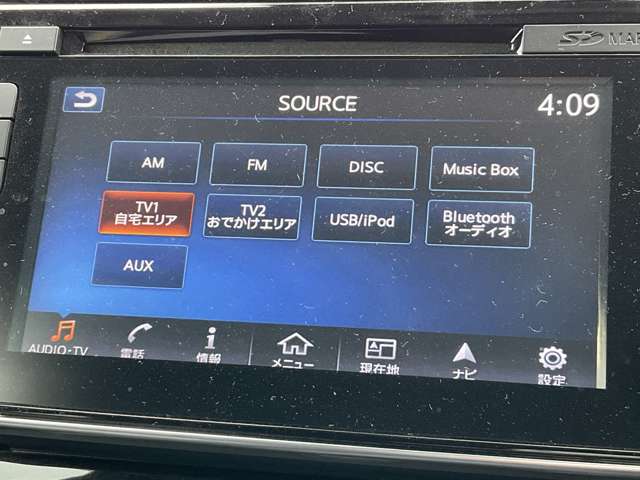 SD MAP
SOURCE
4:09
AM
FM
DISC
Music Box
TV1
自宅エリア
TV2
おでかけエリア
USB/iPod
Bluetooth
オーディオ
AUX
AUDIO・TV
電話
情報
メニュー
現在地
ナビ
設定